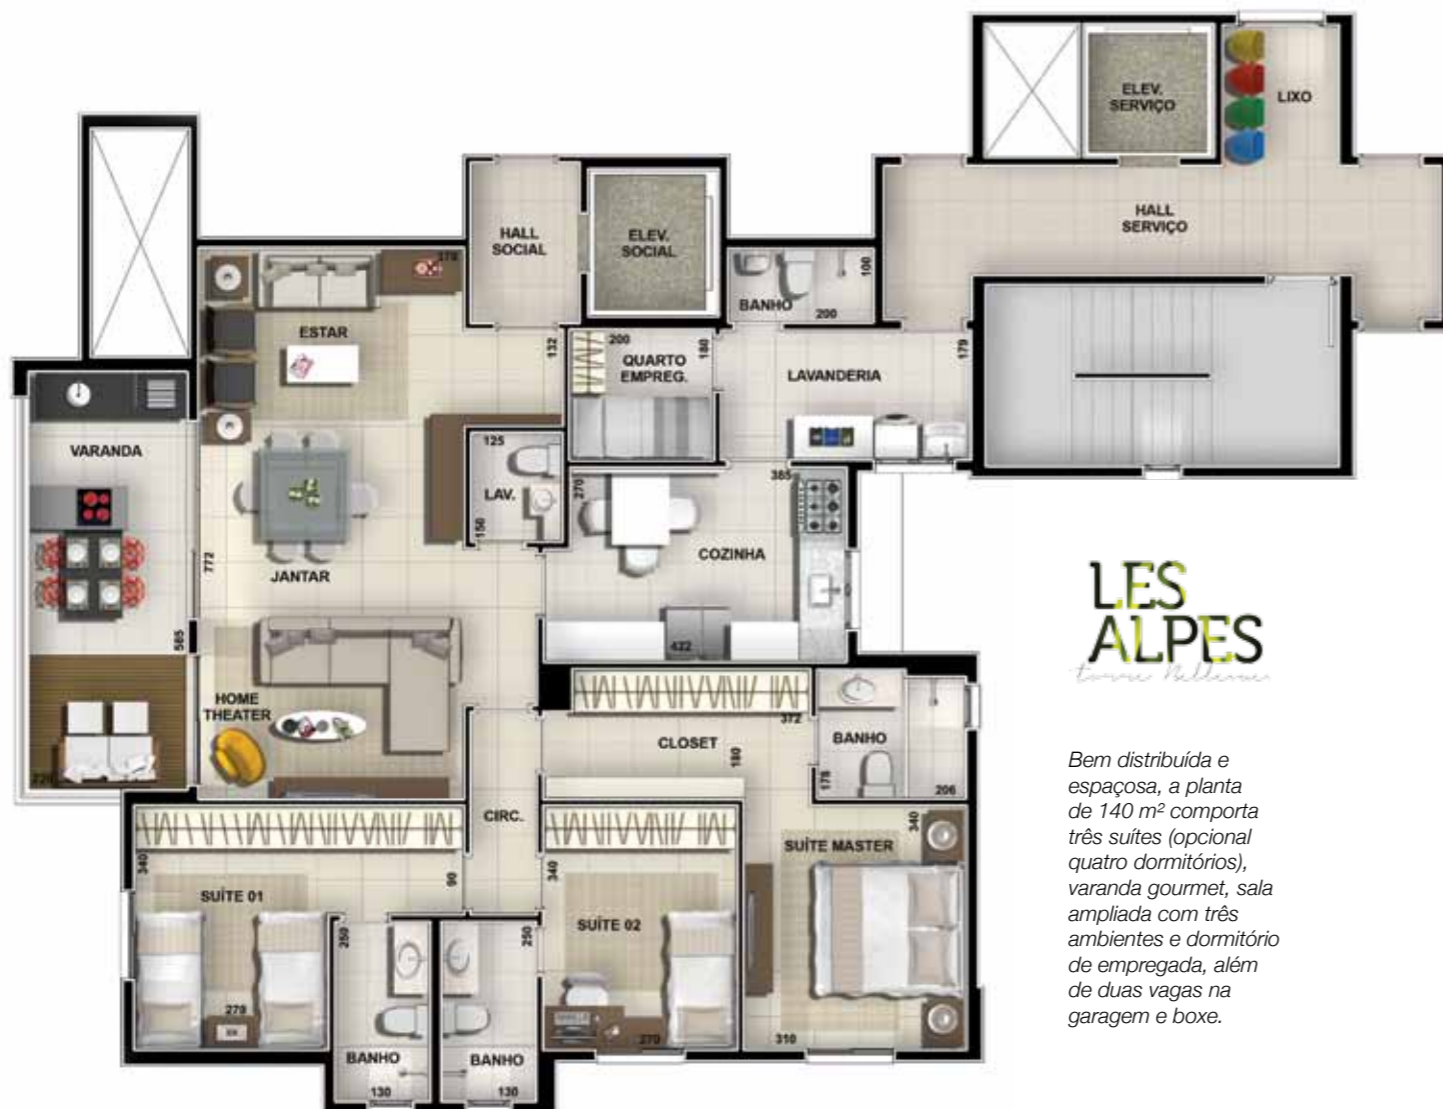 ELEV.
SERVIÇO
LIXO
HALL
SERVIÇO
HALL
SOCIAL
ELEV.
SOCIAL
BANHO
100
200
378
ESTAR
132
200
QUARTO
EMPREG.
180
LAVANDERIA
179
VARANDA
125
LAV.
150
270
385
COZINHA
772
JANTAR
585
422
HOME
THEATER
220
372
CLOSET
180
BANHO
178
206
CIRC.
340
SUÍTE 01
90
340
SUÍTE 02
340
SUÍTE MASTER
250
250
270
270
310
BANHO
130
BANHO
130
LES
ALPES
torre Bellevue
Bem distribuída e
espaçosa, a planta
de 140 m² comporta
três suítes (opcional
quatro dormitórios),
varanda gourmet, sala
ampliada com três
ambientes e dormitório
de empregada, além
de duas vagas na
garagem e boxe.